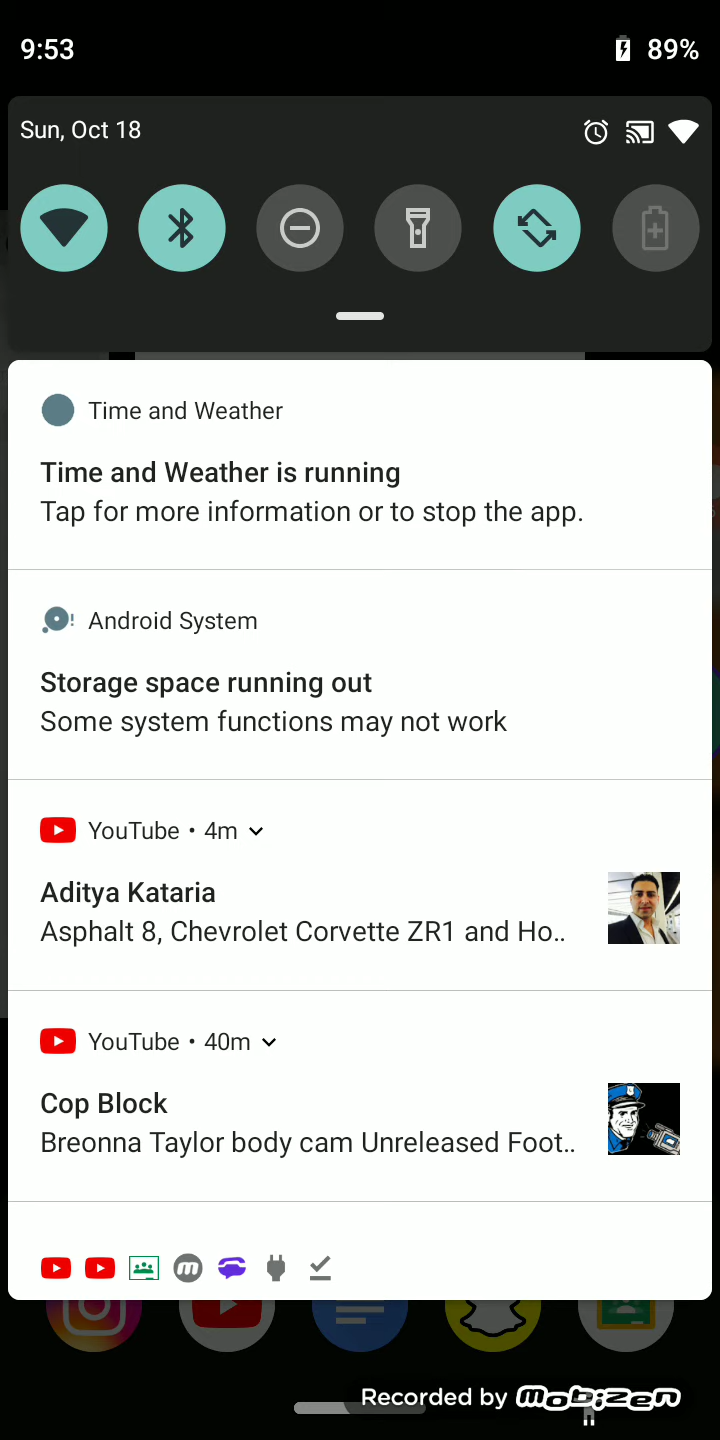 9:53 89%
Sun, Oct 18
Time and Weather
Time and Weather is running
Tap for more information or to stop the app.
Android System
Storage space running out
Some system functions may not work
YouTube • 4m
Aditya Kataria
Asphalt 8, Chevrolet Corvette ZR1 and Ho..
YouTube • 40m
Cop Block
Breonna Taylor body cam Unreleased Foot..
m
Recorded by mobizen